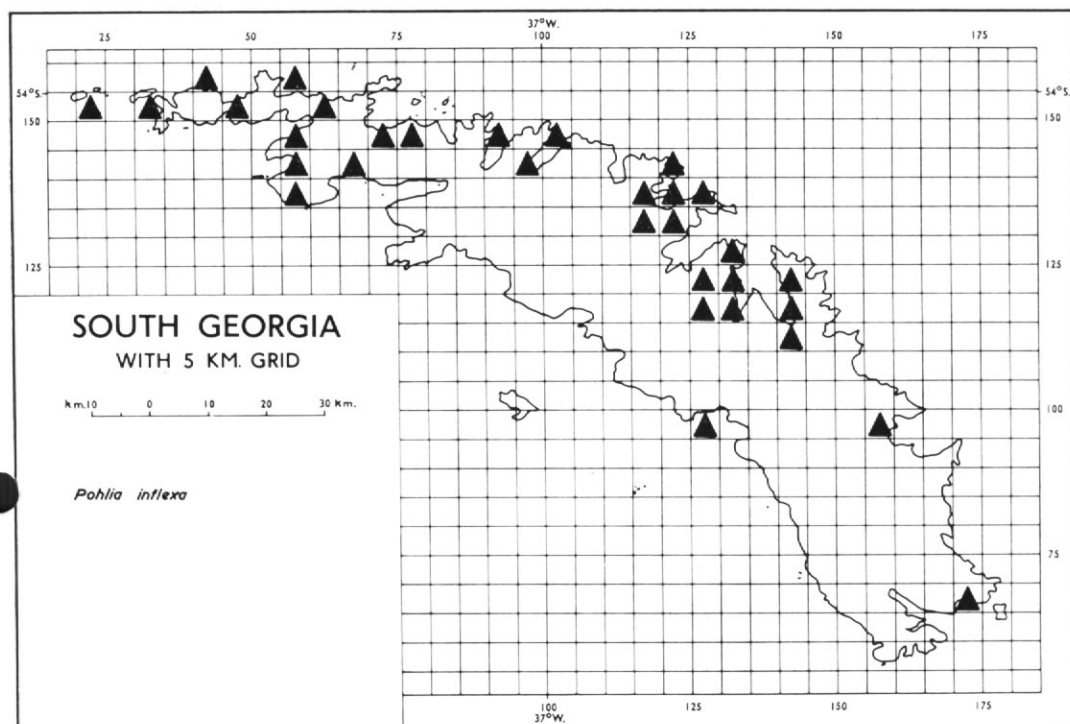 37°W.
25 50 75 100 125 150 175
54°S 54°S.
150 150
125 125
SOUTH GEORGIA
WITH 5 KM. GRID
km.10 0 10 20 30 km.
100
Pohlia inflexa
75
100 125 150 175
37°W.